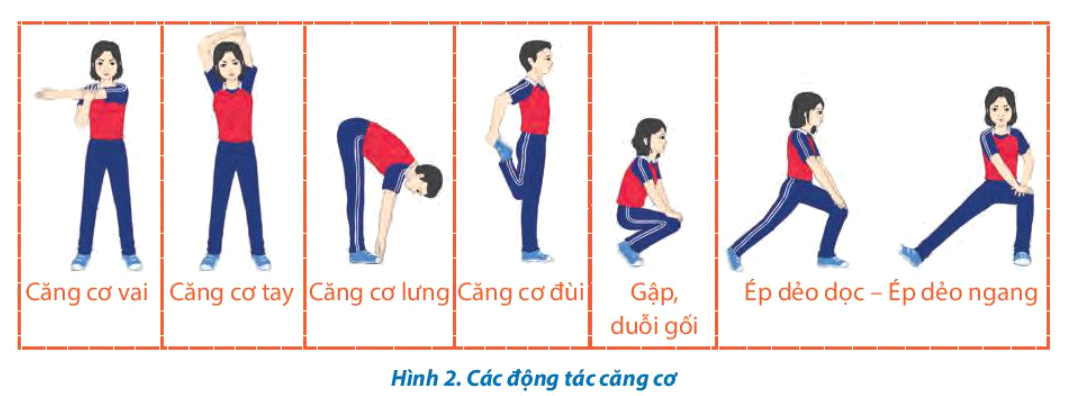 Căng cơ vai
Căng cơ tay
Căng cơ lưng
Căng cơ đùi
Gập,
duỗi gối
Ép dẻo dọc – Ép dẻo ngang
Hình 2. Các động tác căng cơ